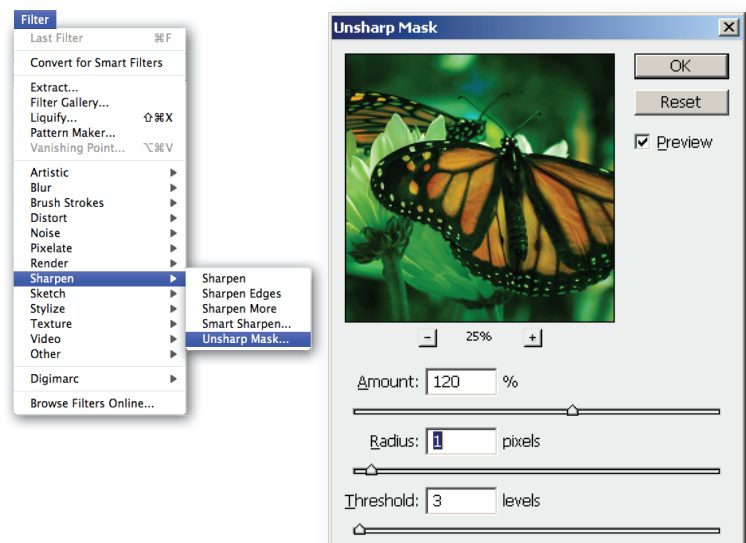 Filter
Last Filter ⌘F
Convert for Smart Filters
Extract...
Filter Gallery...
Liquify... ⇧⌘X
Pattern Maker...
Vanishing Point... ⌥⌘V
Artistic
Blur
Brush Strokes
Distort
Noise
Pixelate
Render
Sharpen
Sketch
Stylize
Texture
Video
Other
Digimarc
Browse Filters Online...
Sharpen
Sharpen Edges
Sharpen More
Smart Sharpen...
Unsharp Mask...
Unsharp Mask
OK
Reset
Preview
- 25% +
Amount: 120 %
Radius: 1 pixels
Threshold: 3 levels